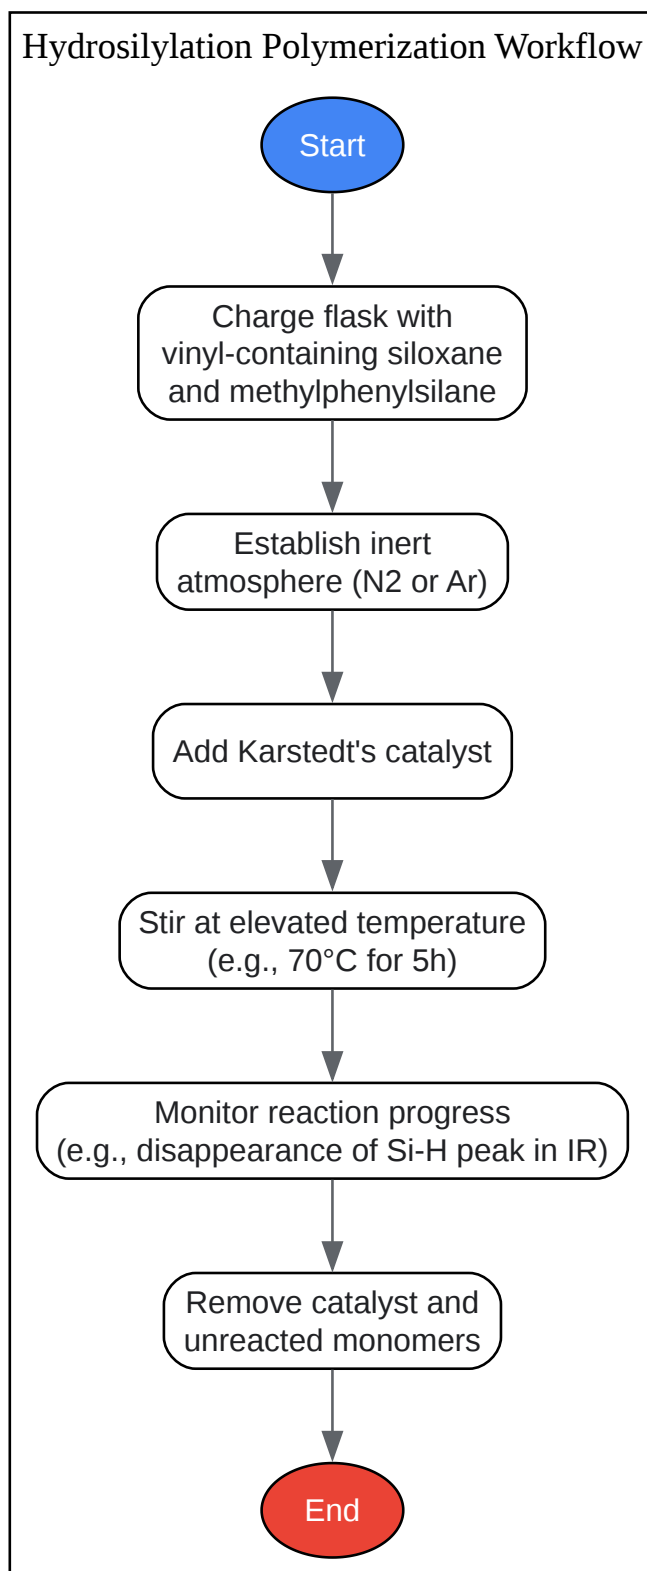 Hydrosilylation Polymerization Workflow
Start
Charge flask with
vinyl-containing siloxane
and methylphenylsilane
Establish inert
atmosphere (N2 or Ar)
Add Karstedt's catalyst
Stir at elevated temperature
(e.g., 70°C for 5h)
Monitor reaction progress
(e.g., disappearance of Si-H peak in IR)
Remove catalyst and
unreacted monomers
End